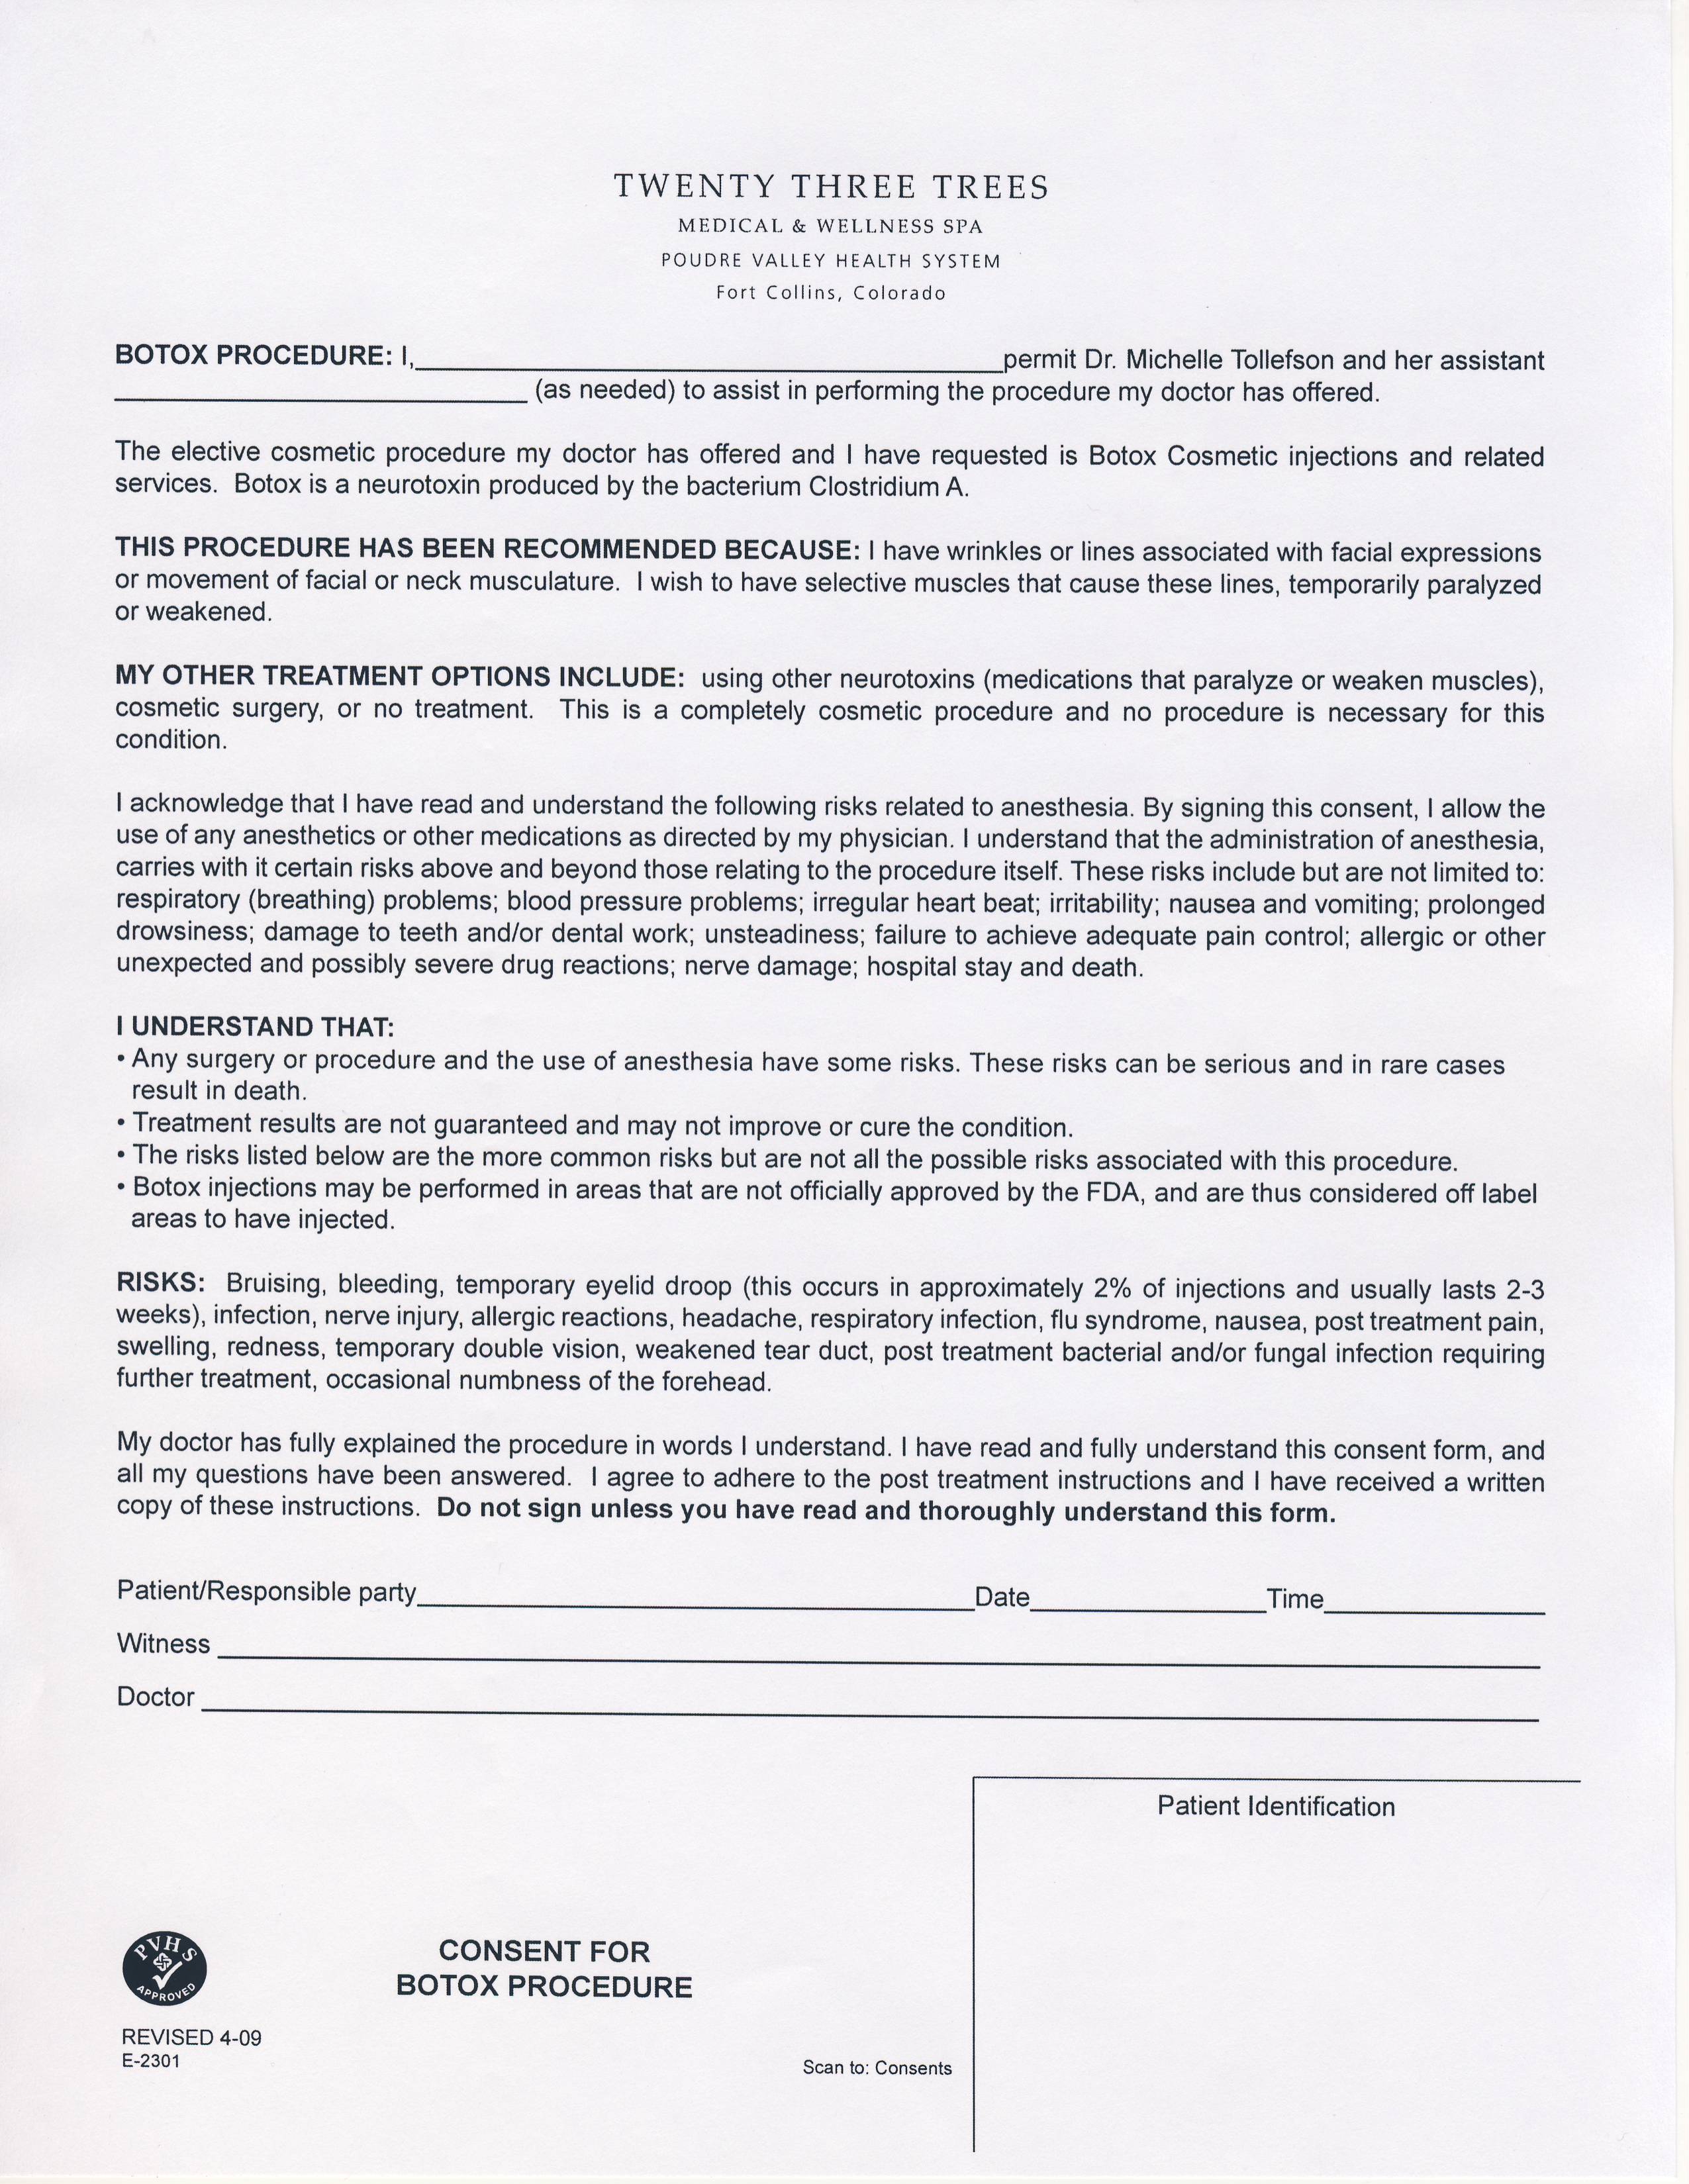 TWENTY THREE TREES
MEDICAL & WELLNESS SPA
POUDRE VALLEY HEALTH SYSTEM
Fort Collins, Colorado
BOTOX PROCEDURE: I,____________________permit Dr. Michelle Tollefson and her assistant
____________________ (as needed) to assist in performing the procedure my doctor has offered.
The elective cosmetic procedure my doctor has offered and I have requested is Botox Cosmetic injections and related
services. Botox is a neurotoxin produced by the bacterium Clostridium A.
THIS PROCEDURE HAS BEEN RECOMMENDED BECAUSE: I have wrinkles or lines associated with facial expressions
or movement of facial or neck musculature. I wish to have selective muscles that cause these lines, temporarily paralyzed
or weakened.
MY OTHER TREATMENT OPTIONS INCLUDE: using other neurotoxins (medications that paralyze or weaken muscles),
cosmetic surgery, or no treatment. This is a completely cosmetic procedure and no procedure is necessary for this
condition.
I acknowledge that I have read and understand the following risks related to anesthesia. By signing this consent, I allow the
use of any anesthetics or other medications as directed by my physician. I understand that the administration of anesthesia,
carries with it certain risks above and beyond those relating to the procedure itself. These risks include but are not limited to:
respiratory (breathing) problems; blood pressure problems; irregular heart beat; irritability; nausea and vomiting; prolonged
drowsiness; damage to teeth and/or dental work; unsteadiness; failure to achieve adequate pain control; allergic or other
unexpected and possibly severe drug reactions; nerve damage; hospital stay and death.
I UNDERSTAND THAT:
• Any surgery or procedure and the use of anesthesia have some risks. These risks can be serious and in rare cases
result in death.
• Treatment results are not guaranteed and may not improve or cure the condition.
• The risks listed below are the more common risks but are not all the possible risks associated with this procedure.
• Botox injections may be performed in areas that are not officially approved by the FDA, and are thus considered off label
areas to have injected.
RISKS: Bruising, bleeding, temporary eyelid droop (this occurs in approximately 2% of injections and usually lasts 2-3
weeks), infection, nerve injury, allergic reactions, headache, respiratory infection, flu syndrome, nausea, post treatment pain,
swelling, redness, temporary double vision, weakened tear duct, post treatment bacterial and/or fungal infection requiring
further treatment, occasional numbness of the forehead.
My doctor has fully explained the procedure in words I understand. I have read and fully understand this consent form, and
all my questions have been answered. I agree to adhere to the post treatment instructions and I have received a written
copy of these instructions. Do not sign unless you have read and thoroughly understand this form.
Patient/Responsible party____________________Date__________Time__________
Witness ____________________
Doctor ____________________
Patient Identification
PVHS
APPROVED
CONSENT FOR
BOTOX PROCEDURE
REVISED 4-09
E-2301
Scan to: Consents